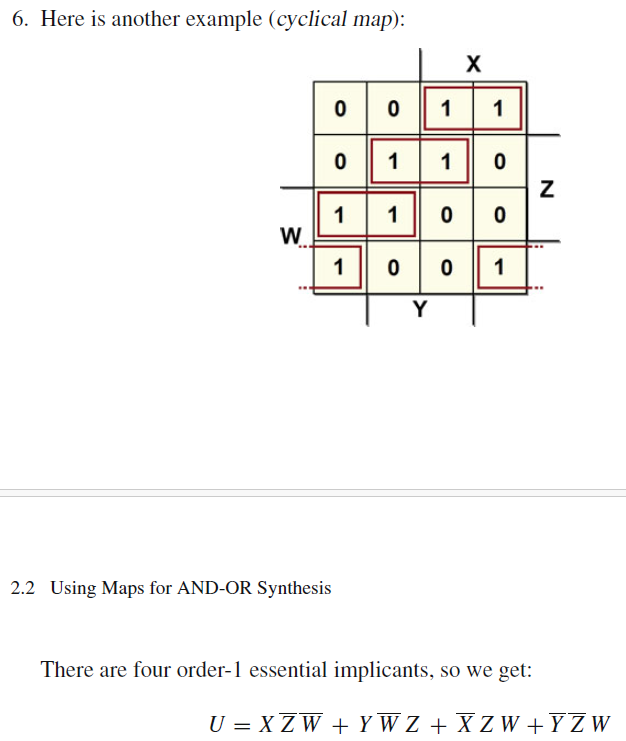 6. Here is another example (cyclical map):
X
0 0 1 1
0 1 1 0
Z
1 1 0 0
W
1 0 0 1
Y
2.2 Using Maps for AND-OR Synthesis
There are four order-1 essential implicants, so we get:
U = X Z̅ W̅ + Y W̅ Z + X̅ Z W + Y̅ Z̅ W